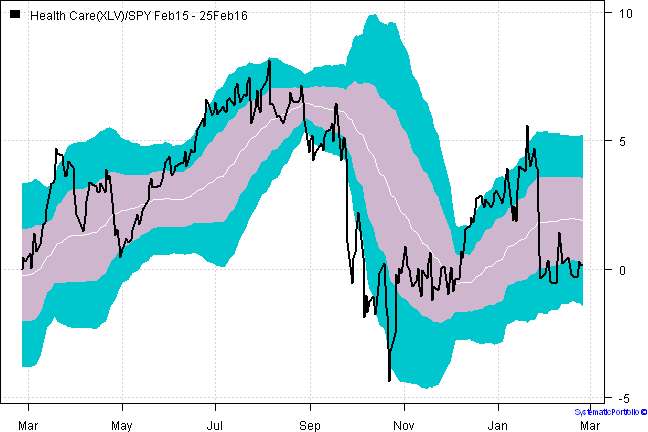 Health Care(XLV)/SPY Feb15 - 25Feb16
10
5
0
-5
SystematicPortfolio ©
Mar May Jul Sep Nov Jan Mar